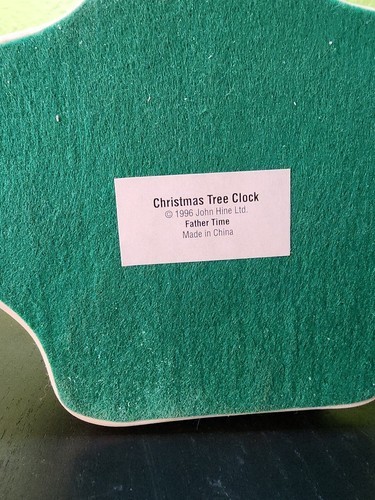 Christmas Tree Clock
© 1996 John Hine Ltd.
Father Time
Made in China